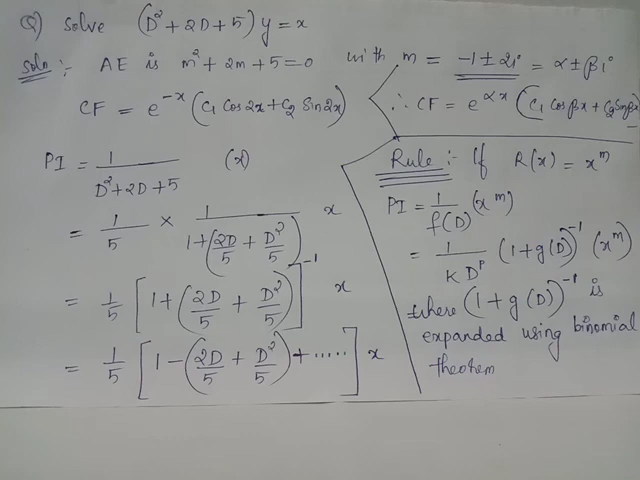 Q) Solve (D² + 2D + 5) y = x
Soln :- AE is m² + 2m + 5 = 0 with m = -1 ± 2i = α ± βi
CF = e^{-x} (C₁ Cos 2x + C₂ Sin 2x)
∴ CF = e^{αx} (C₁ Cos βx + C₂ Sin βx)
PI = 1/(D² + 2D + 5) (x)
= 1/5 × 1/(1 + (2D/5 + D²/5)) x
= 1/5 [1 + (2D/5 + D²/5)]^{-1} x
= 1/5 [1 - (2D/5 + D²/5) + .....] x
Rule :- If R(x) = x^m
PI = 1/f(D) (x^m)
= 1/(K D^p) (1 + g(D))^{-1} (x^m)
where (1 + g(D))^{-1} is
expanded using binomial
theorem